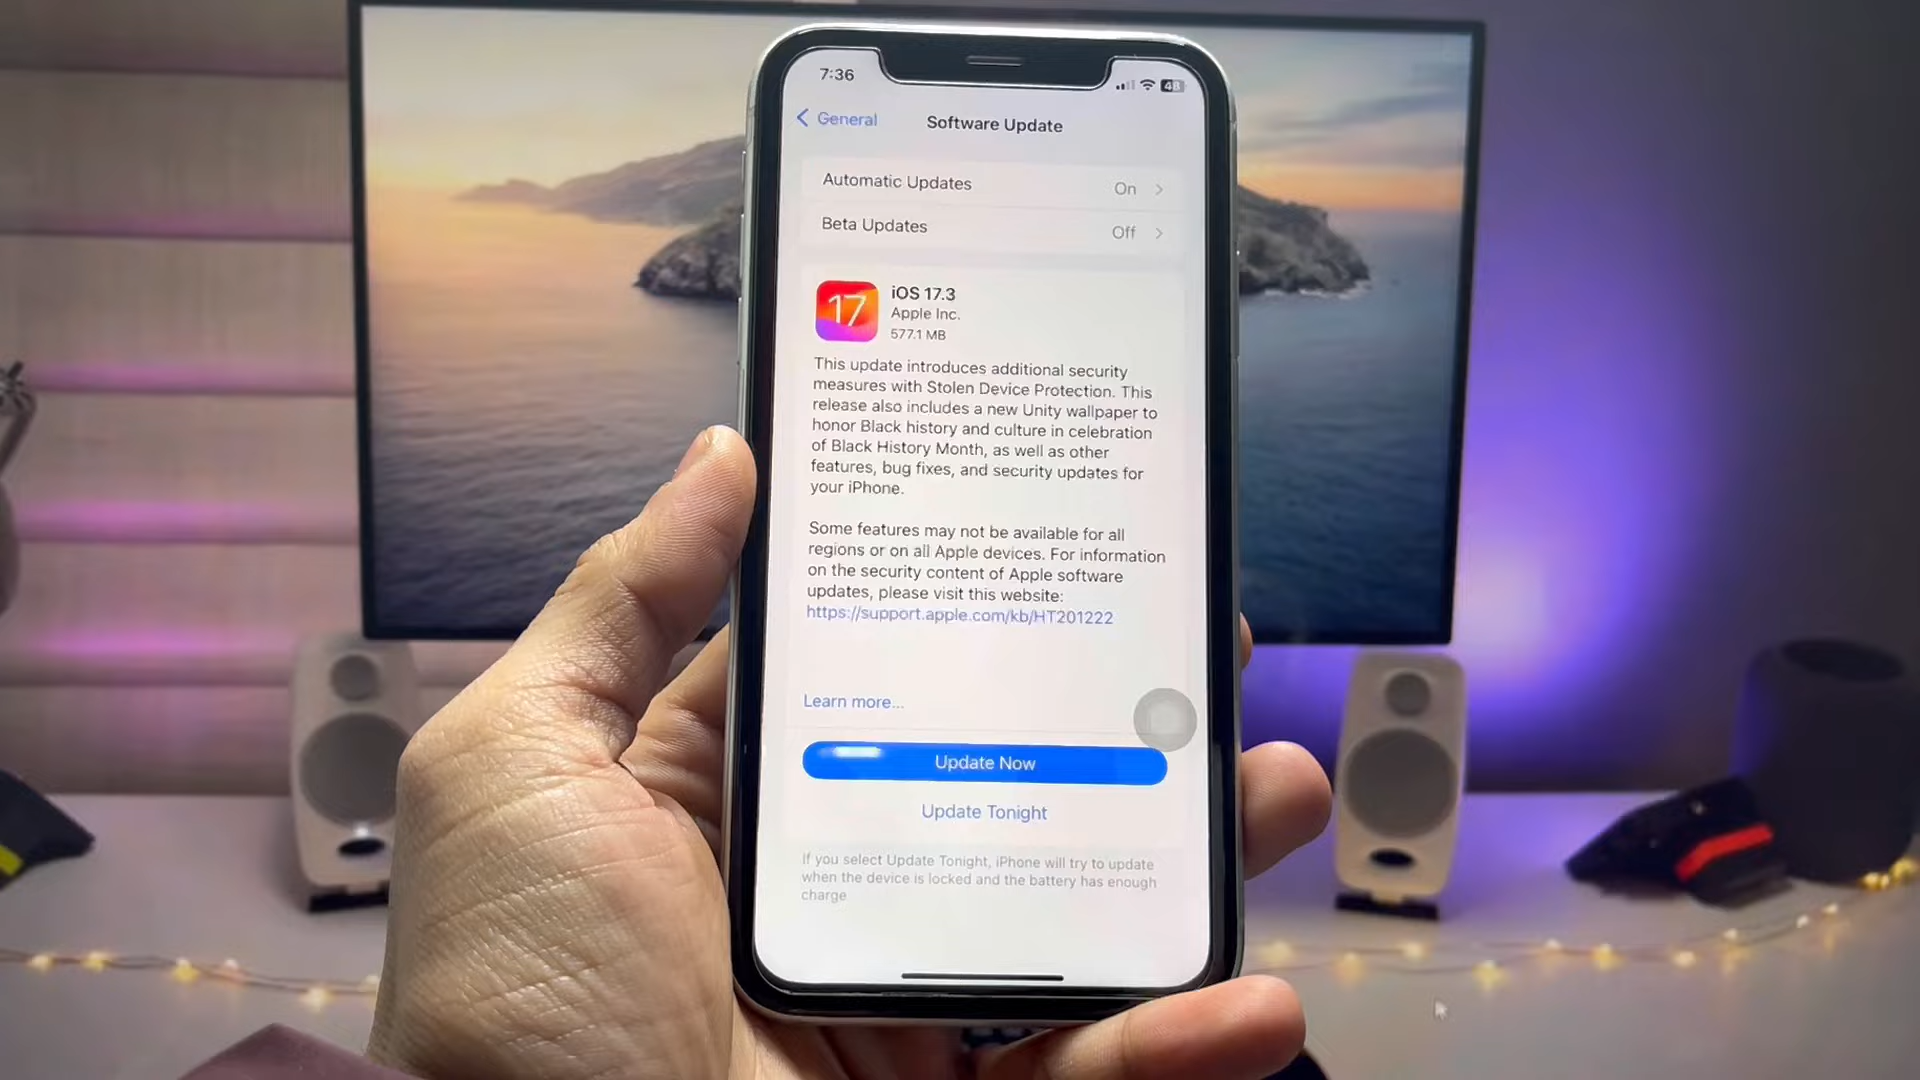 7:36
48
General
Software Update
Automatic Updates
On
Beta Updates
Off
17
iOS 17.3
Apple Inc.
577.1 MB
This update introduces additional security
measures with Stolen Device Protection. This
release also includes a new Unity wallpaper to
honor Black history and culture in celebration
of Black History Month, as well as other
features, bug fixes, and security updates for
your iPhone.
Some features may not be available for all
regions or on all Apple devices. For information
on the security content of Apple software
updates, please visit this website:
https://support.apple.com/kb/HT201222
Learn more...
Update Now
Update Tonight
If you select Update Tonight, iPhone will try to update
when the device is locked and the battery has enough
charge